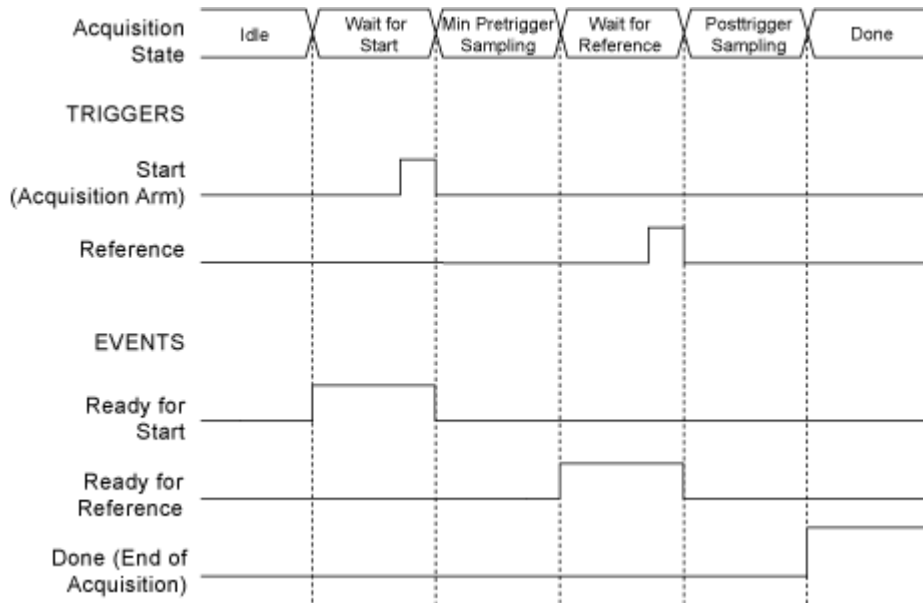 Acquisition
State
Idle
Wait for
Start
Min Pretrigger
Sampling
Wait for
Reference
Posttrigger
Sampling
Done
TRIGGERS
Start
(Acquisition Arm)
Reference
EVENTS
Ready for
Start
Ready for
Reference
Done (End of
Acquisition)